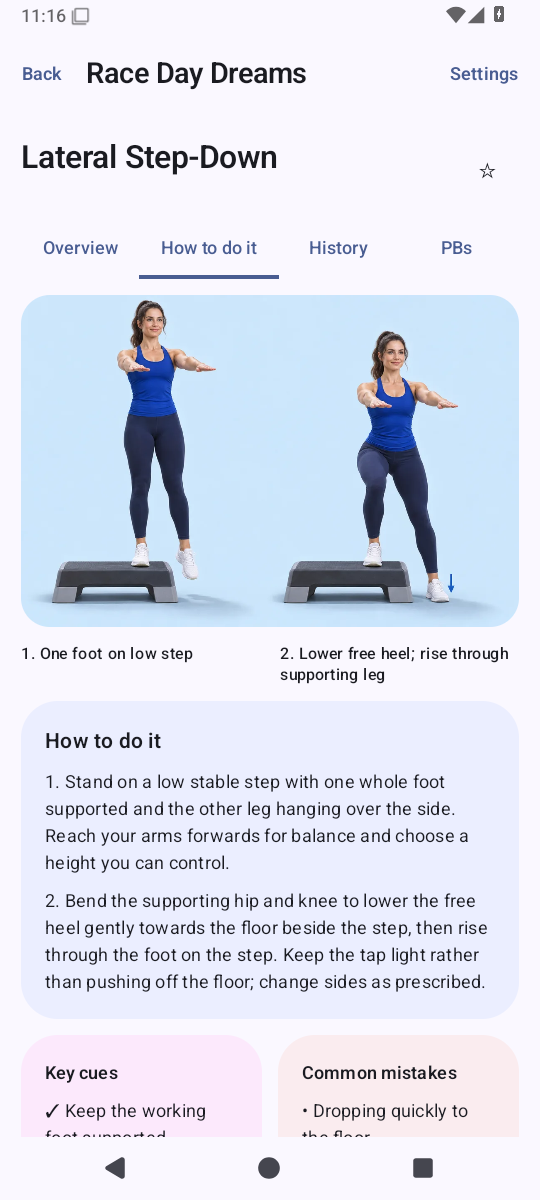 11:16
Back Race Day Dreams Settings
Lateral Step-Down
☆
Overview How to do it History PBs
1. One foot on low step
2. Lower free heel; rise through
supporting leg
How to do it
1. Stand on a low stable step with one whole foot
supported and the other leg hanging over the side.
Reach your arms forwards for balance and choose a
height you can control.
2. Bend the supporting hip and knee to lower the free
heel gently towards the floor beside the step, then rise
through the foot on the step. Keep the tap light rather
than pushing off the floor; change sides as prescribed.
Key cues
✓ Keep the working
foot supported
Common mistakes
• Dropping quickly to
the floor